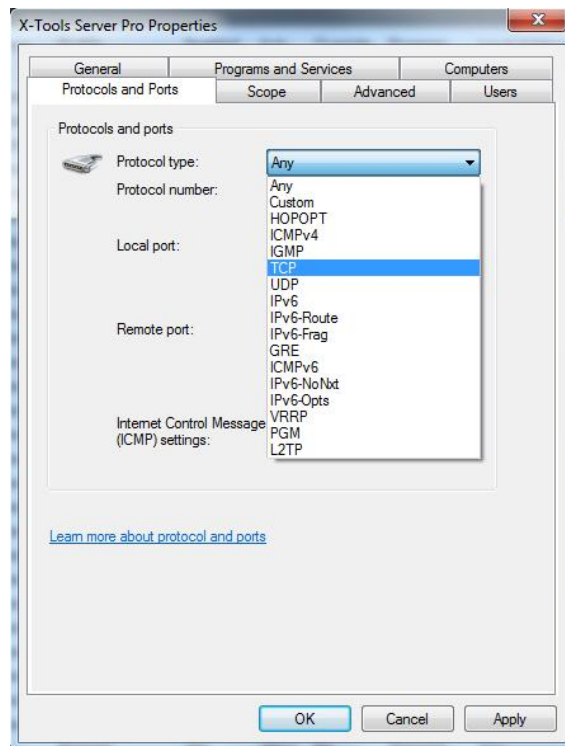 X-Tools Server Pro Properties
General
Programs and Services
Computers
Protocols and Ports
Scope
Advanced
Users
Protocols and ports
Protocol type:
Any
Protocol number:
Any
Custom
HOPOPT
ICMPv4
Local port:
IGMP
TCP
UDP
IPv6
IPv6-Route
Remote port:
IPv6-Frag
GRE
ICMPv6
IPv6-NoNxt
IPv6-Opts
Internet Control Message
(ICMP) settings:
VRRP
PGM
L2TP
Learn more about protocol and ports
OK
Cancel
Apply